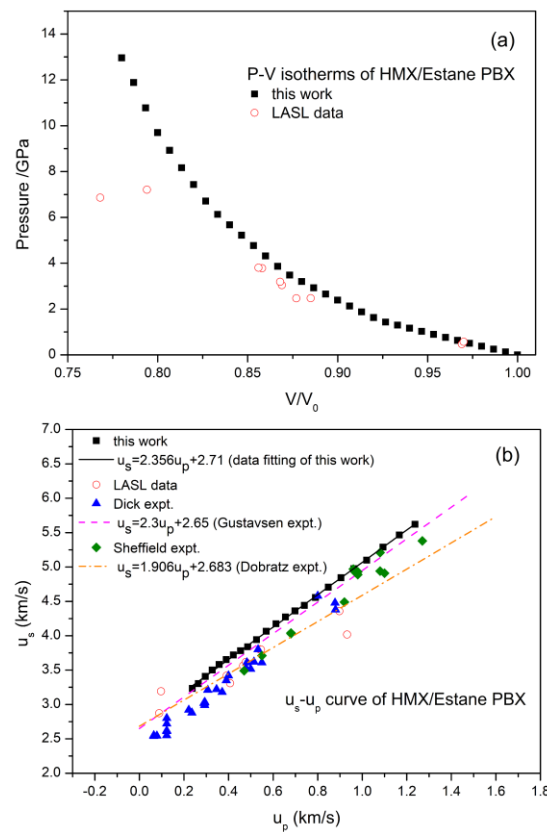 (a)
P-V isotherms of HMX/Estane PBX
this work
LASL data
Pressure /GPa
14
12
10
8
6
4
2
0
0.75 0.80 0.85 0.90 0.95 1.00
V/V0
(b)
this work
us=2.356up+2.71 (data fitting of this work)
LASL data
Dick expt.
us=2.3up+2.65 (Gustavsen expt.)
Sheffield expt.
us=1.906up+2.683 (Dobratz expt.)
us-up curve of HMX/Estane PBX
us (km/s)
7.0
6.5
6.0
5.5
5.0
4.5
4.0
3.5
3.0
2.5
2.0
-0.2 0.0 0.2 0.4 0.6 0.8 1.0 1.2 1.4 1.6 1.8
up (km/s)